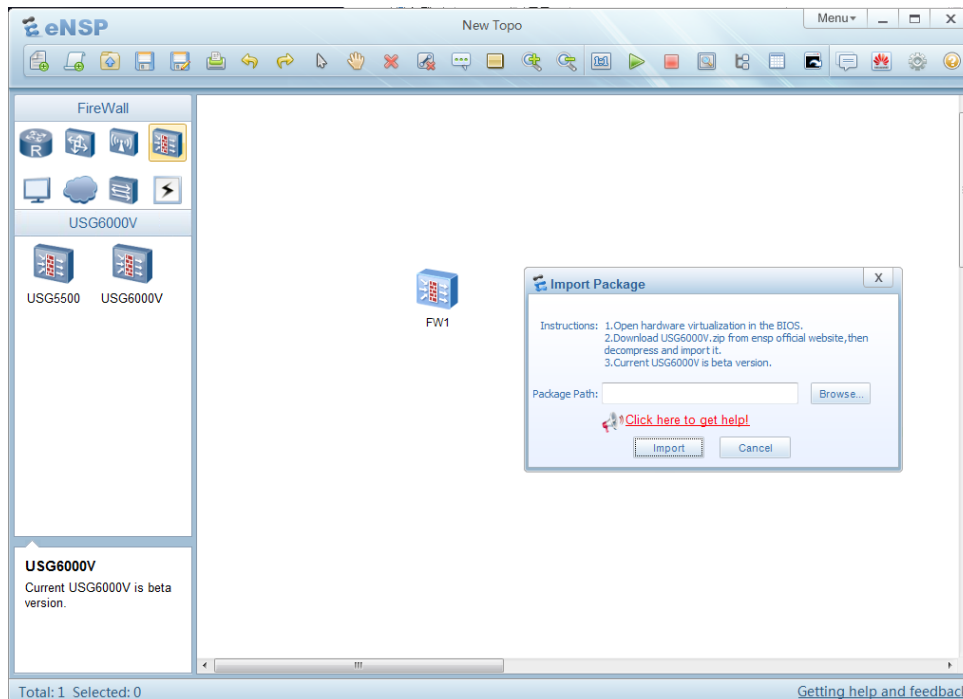 eNSP
New Topo
Menu
FireWall
R
USG6000V
USG5500
USG6000V
FW1
Import Package
X
Instructions: 1.Open hardware virtualization in the BIOS.
2.Download USG6000V.zip from ensp official website,then
decompress and import it.
3.Current USG6000V is beta version.
Package Path:
Browse...
Click here to get help!
Import
Cancel
USG6000V
Current USG6000V is beta
version.
Total: 1 Selected: 0
Getting help and feedback